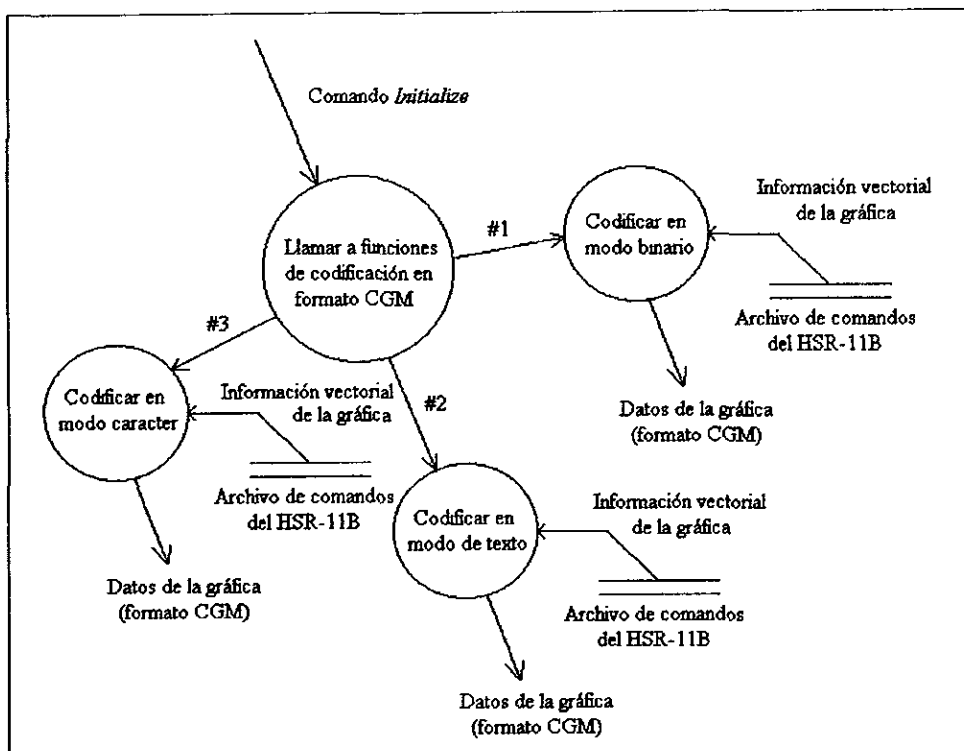 Comando Initialize
Llamar a funciones
de codificación en
formato CGM
#1
Codificar en
modo binario
Información vectorial
de la gráfica
Archivo de comandos
del HSR-11B
Datos de la gráfica
(formato CGM)
#3
Codificar en
modo caracter
Información vectorial
de la gráfica
Archivo de comandos
del HSR-11B
Datos de la gráfica
(formato CGM)
#2
Codificar en
modo de texto
Información vectorial
de la gráfica
Archivo de comandos
del HSR-11B
Datos de la gráfica
(formato CGM)